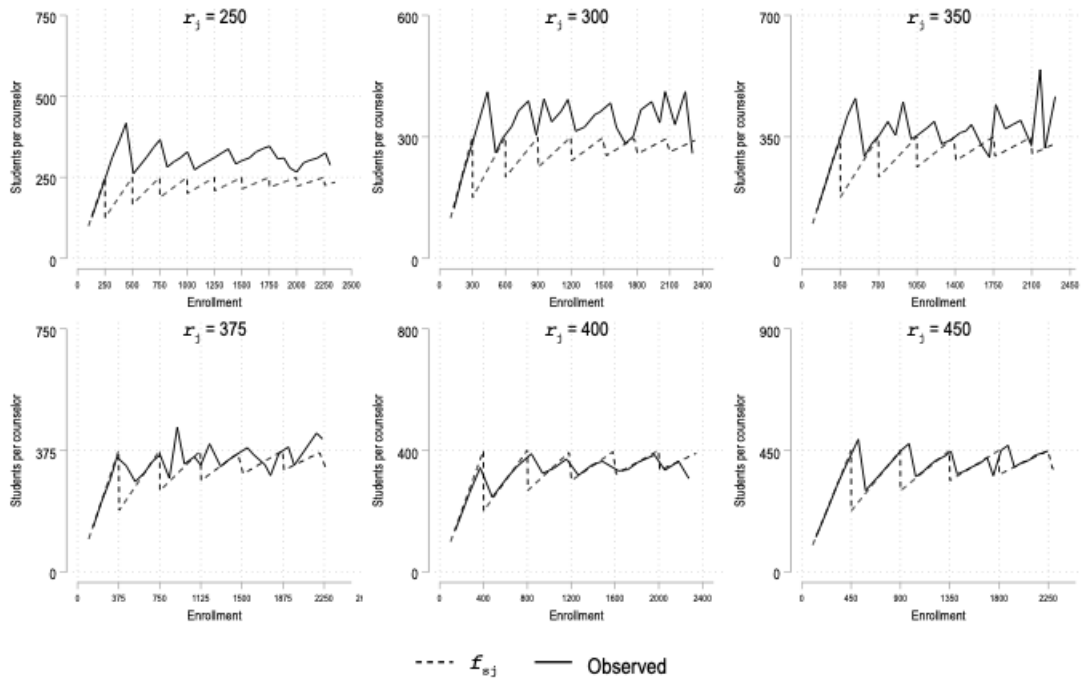 r_j = 250
750
500
250
0
Students per counselor
0 250 500 750 1000 1250 1500 1750 2000 2250 2500
Enrollment
r_j = 300
600
300
0
Students per counselor
0 300 600 900 1200 1500 1800 2100 2400
Enrollment
r_j = 350
700
350
0
Students per counselor
0 350 700 1050 1400 1750 2100 2450
Enrollment
r_j = 375
750
375
0
Students per counselor
0 375 750 1125 1500 1875 2250
Enrollment
r_j = 400
800
400
0
Students per counselor
0 400 800 1200 1600 2000 2400
Enrollment
r_j = 450
900
450
0
Students per counselor
0 450 900 1350 1800 2250
Enrollment
f_sj Observed